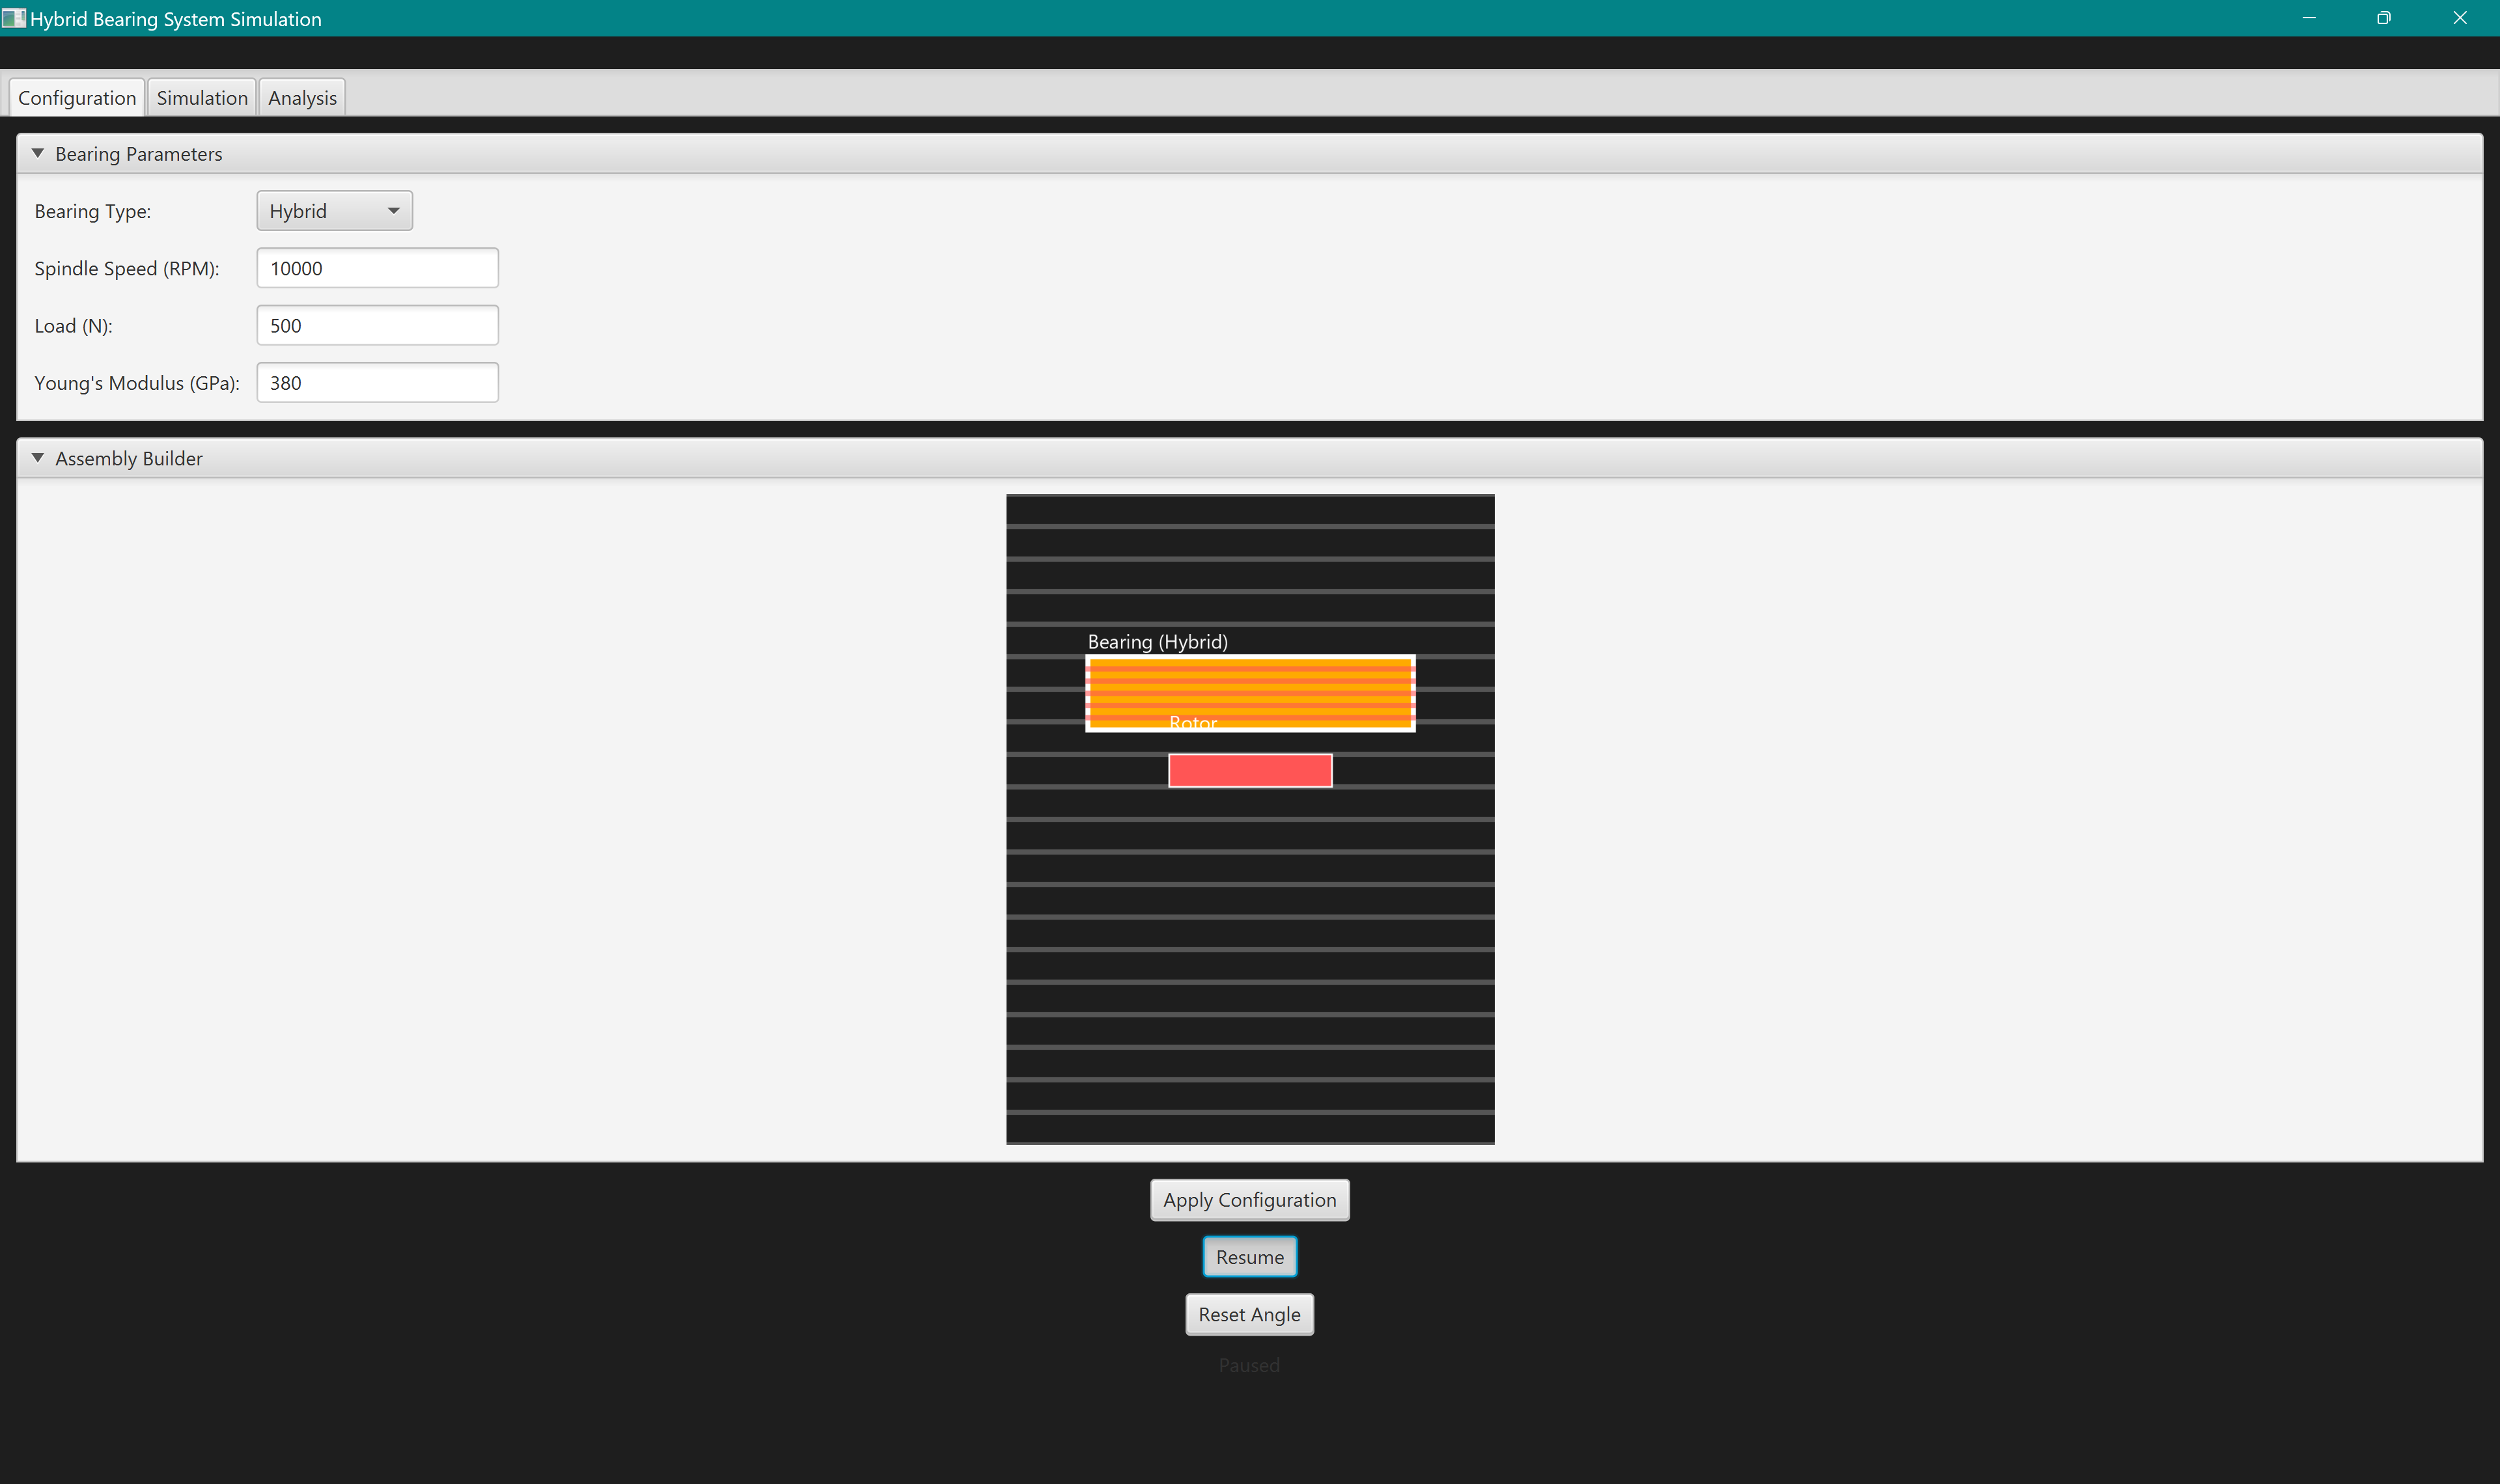 Hybrid Bearing System Simulation
Configuration Simulation Analysis
Bearing Parameters
Bearing Type: Hybrid
Spindle Speed (RPM): 10000
Load (N): 500
Young's Modulus (GPa): 380
Assembly Builder
Bearing (Hybrid)
Rotor
Apply Configuration
Resume
Reset Angle
Paused